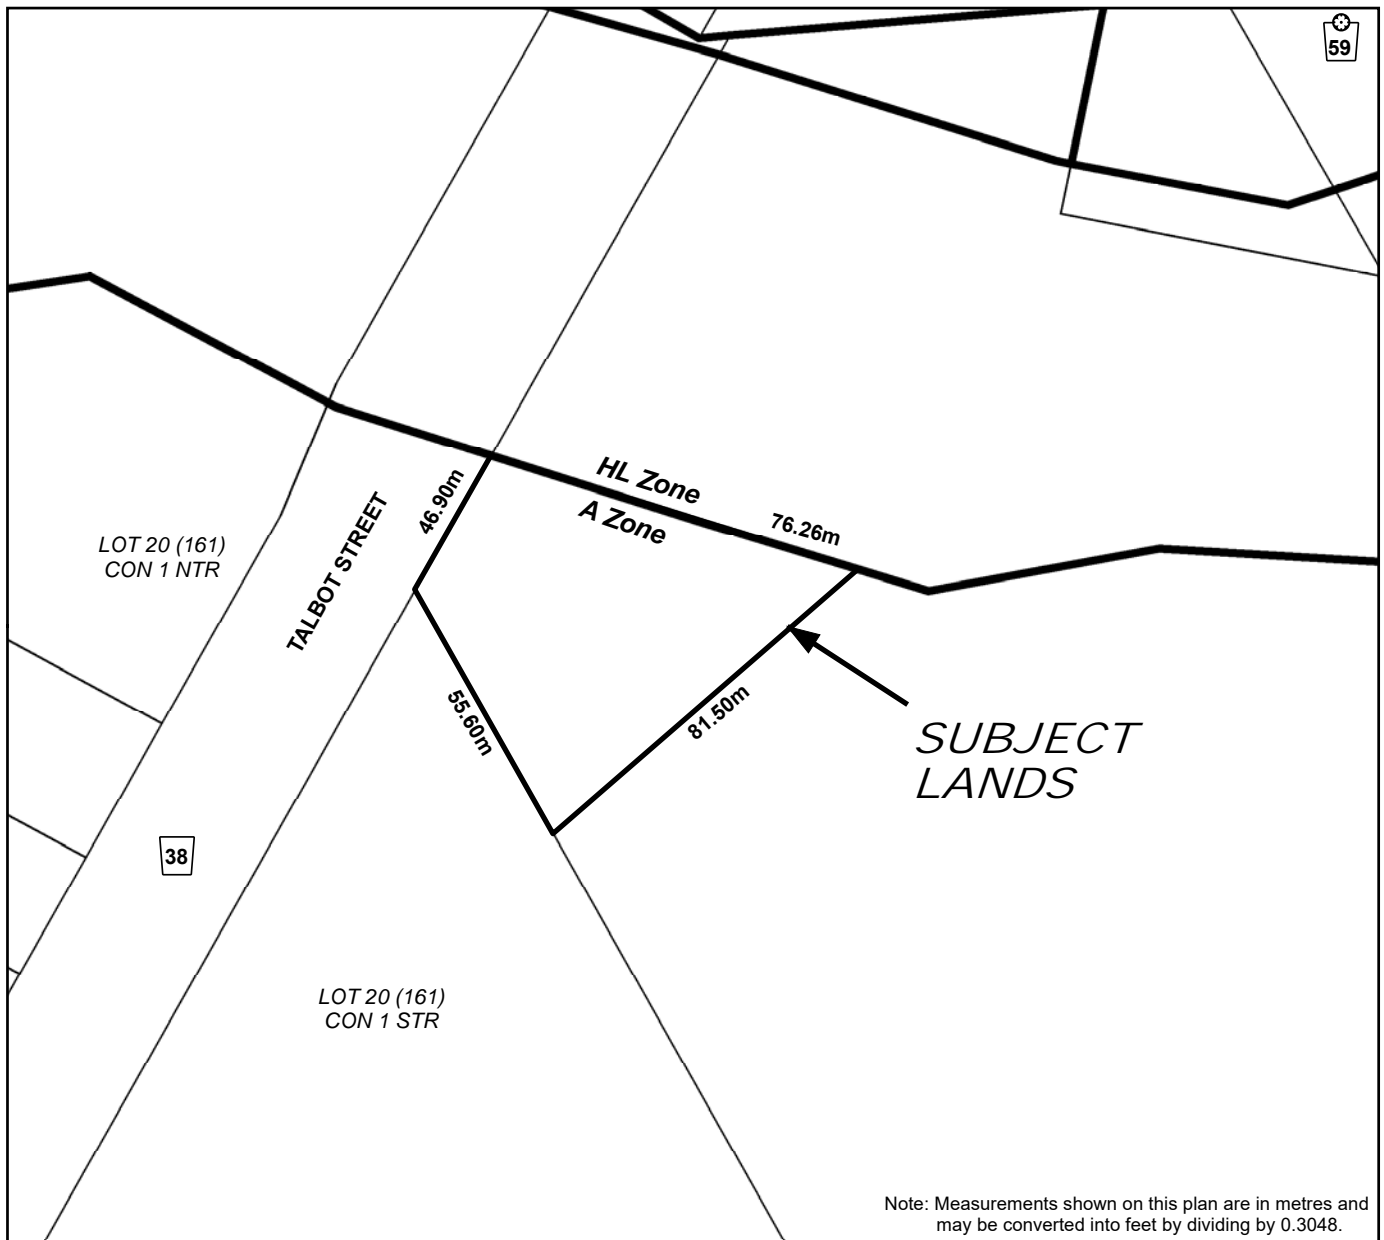 59
HL Zone
A Zone
46.90m
76.26m
TALBOT STREET
LOT 20 (161)
CON 1 NTR
55.60m
81.50m
SUBJECT
LANDS
38
LOT 20 (161)
CON 1 STR
Note: Measurements shown on this plan are in metres and
may be converted into feet by dividing by 0.3048.